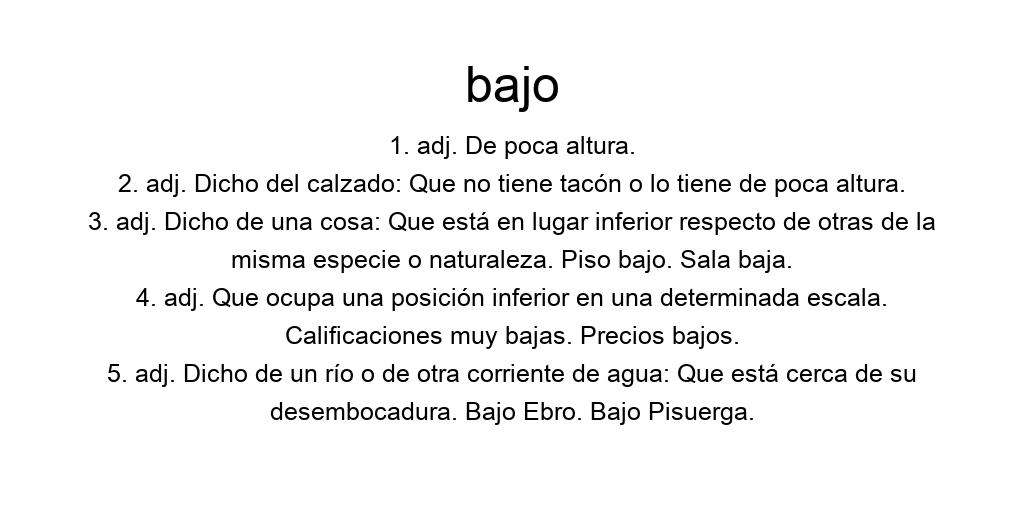 bajo
1. adj. De poca altura.
2. adj. Dicho del calzado: Que no tiene tacón o lo tiene de poca altura.
3. adj. Dicho de una cosa: Que está en lugar inferior respecto de otras de la
misma especie o naturaleza. Piso bajo. Sala baja.
4. adj. Que ocupa una posición inferior en una determinada escala.
Calificaciones muy bajas. Precios bajos.
5. adj. Dicho de un río o de otra corriente de agua: Que está cerca de su
desembocadura. Bajo Ebro. Bajo Pisuerga.